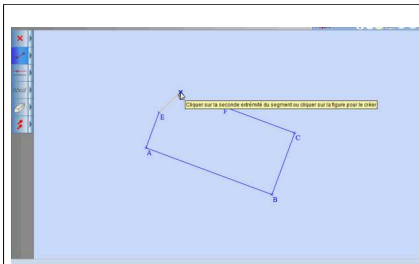 Cliquer sur la seconde extrémité du segment ou cliquer sur la figure pour le créer
E
F
C
A
B